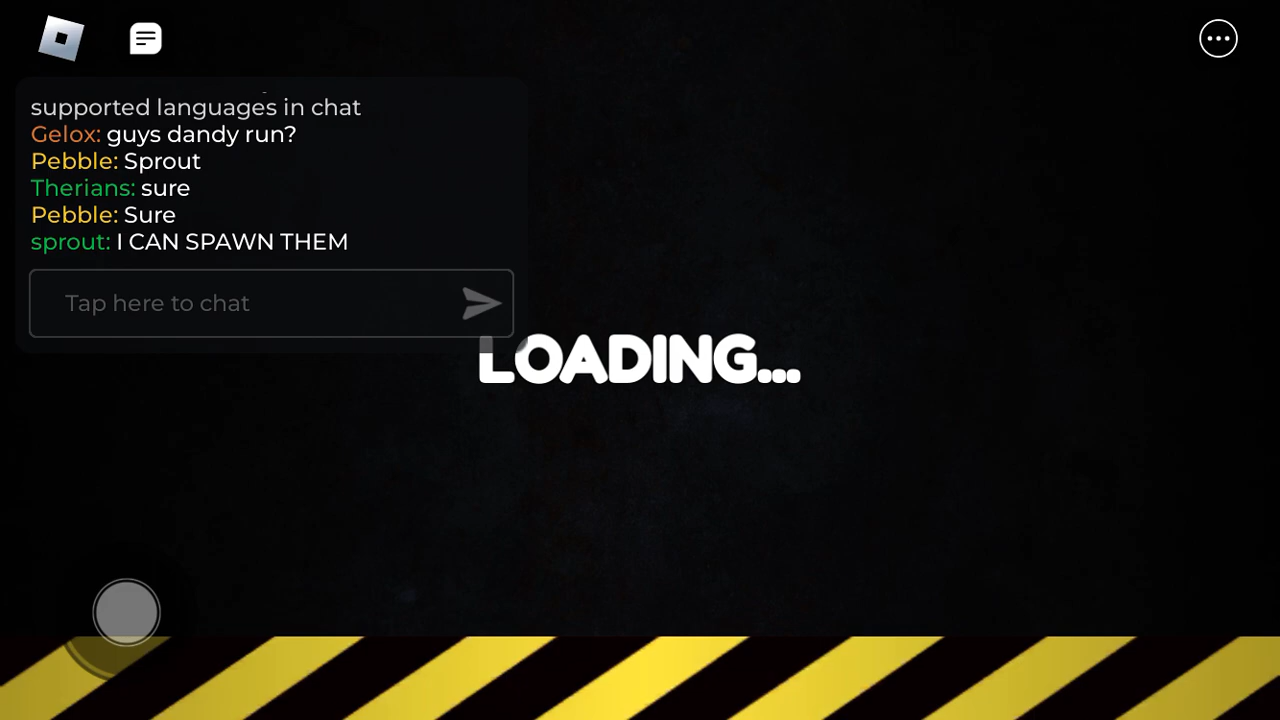 supported languages in chat
Gelox: guys dandy run?
Pebble: Sprout
Therians: sure
Pebble: Sure
sprout: I CAN SPAWN THEM
Tap here to chat
LOADING...